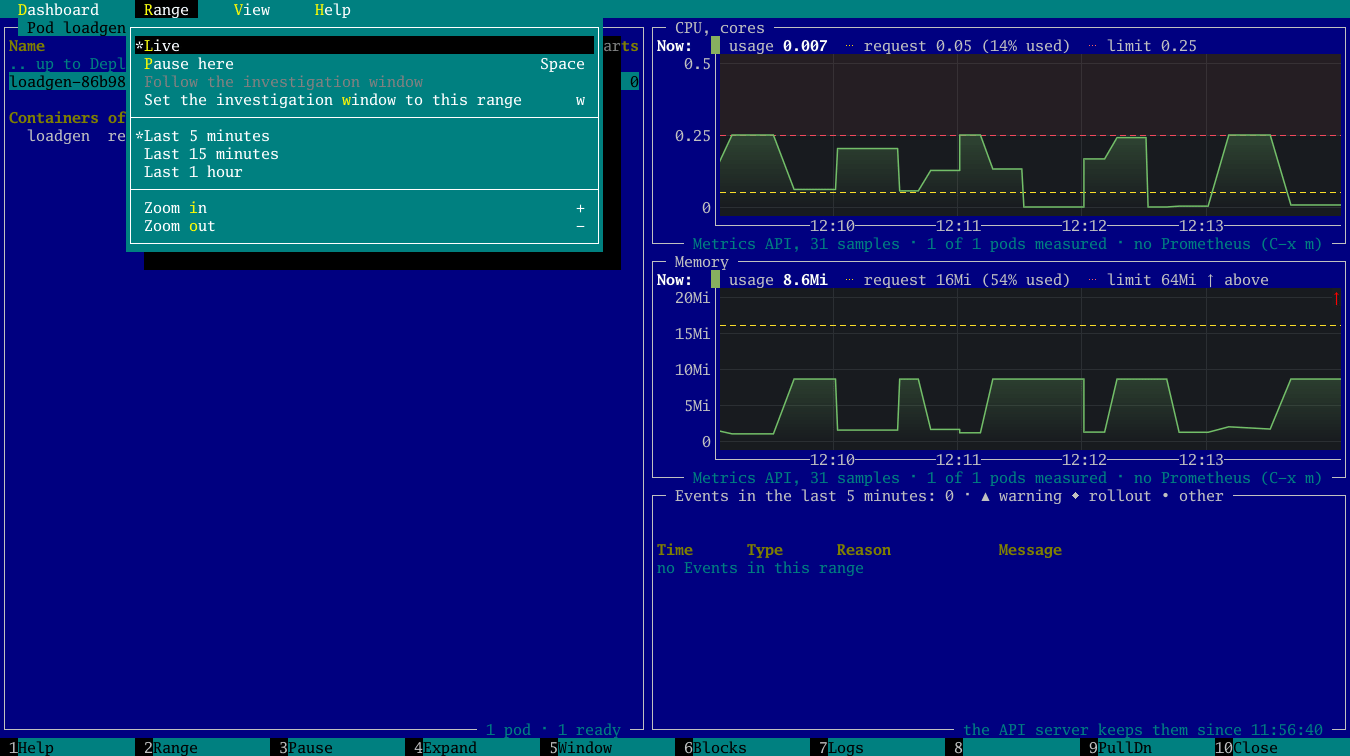 Dashboard Range View Help
Pod loadgen
Name arts
.. up to Depl
loadgen-86b98 0
Containers of
loadgen re
*Live
Pause here Space
Follow the investigation window
Set the investigation window to this range w
*Last 5 minutes
Last 15 minutes
Last 1 hour
Zoom in +
Zoom out −
1 pod · 1 ready
CPU, cores
Now: usage 0.007 ··· request 0.05 (14% used) ··· limit 0.25
0.5
0.25
0
12:10 12:11 12:12 12:13
Metrics API, 31 samples · 1 of 1 pods measured · no Prometheus (C-x m)
Memory
Now: usage 8.6Mi ··· request 16Mi (54% used) ··· limit 64Mi ↑ above
20Mi ↑
15Mi
10Mi
5Mi
0
12:10 12:11 12:12 12:13
Metrics API, 31 samples · 1 of 1 pods measured · no Prometheus (C-x m)
Events in the last 5 minutes: 0 · ▲ warning ◆ rollout • other
Time Type Reason Message
no Events in this range
the API server keeps them since 11:56:40
1Help 2Range 3Pause 4Expand 5Window 6Blocks 7Logs 8 9PullDn 10Close